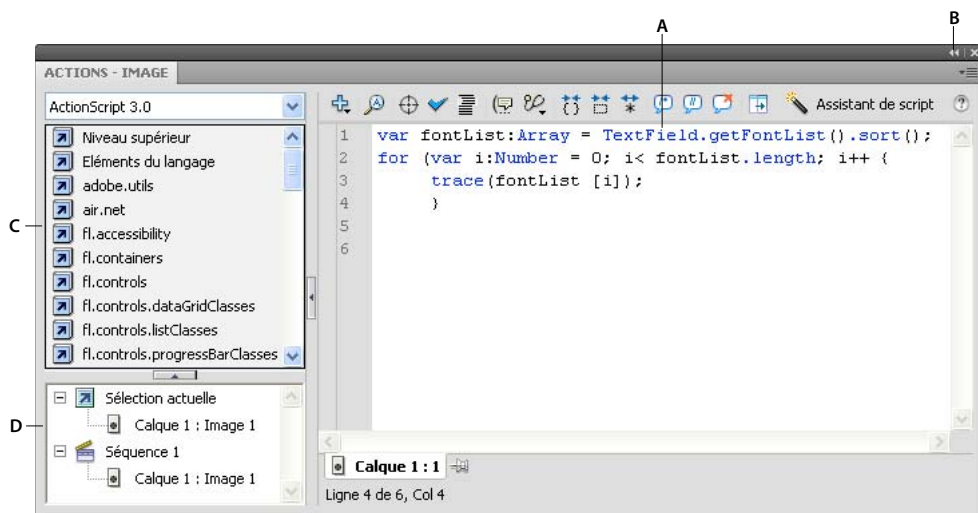 A
B
ACTIONS - IMAGE
ActionScript 3.0
Assistant de script
Niveau supérieur
Eléments du langage
adobe.utils
air.net
fl.accessibility
fl.containers
fl.controls
fl.controls.dataGridClasses
fl.controls.listClasses
fl.controls.progressBarClasses
C
1 var fontList:Array = TextField.getFontList().sort();
2 for (var i:Number = 0; i< fontList.length; i++ {
3 trace(fontList [i]);
4 }
5
6
D
Sélection actuelle
Calque 1 : Image 1
Séquence 1
Calque 1 : Image 1
Calque 1 : 1
Ligne 4 de 6, Col 4